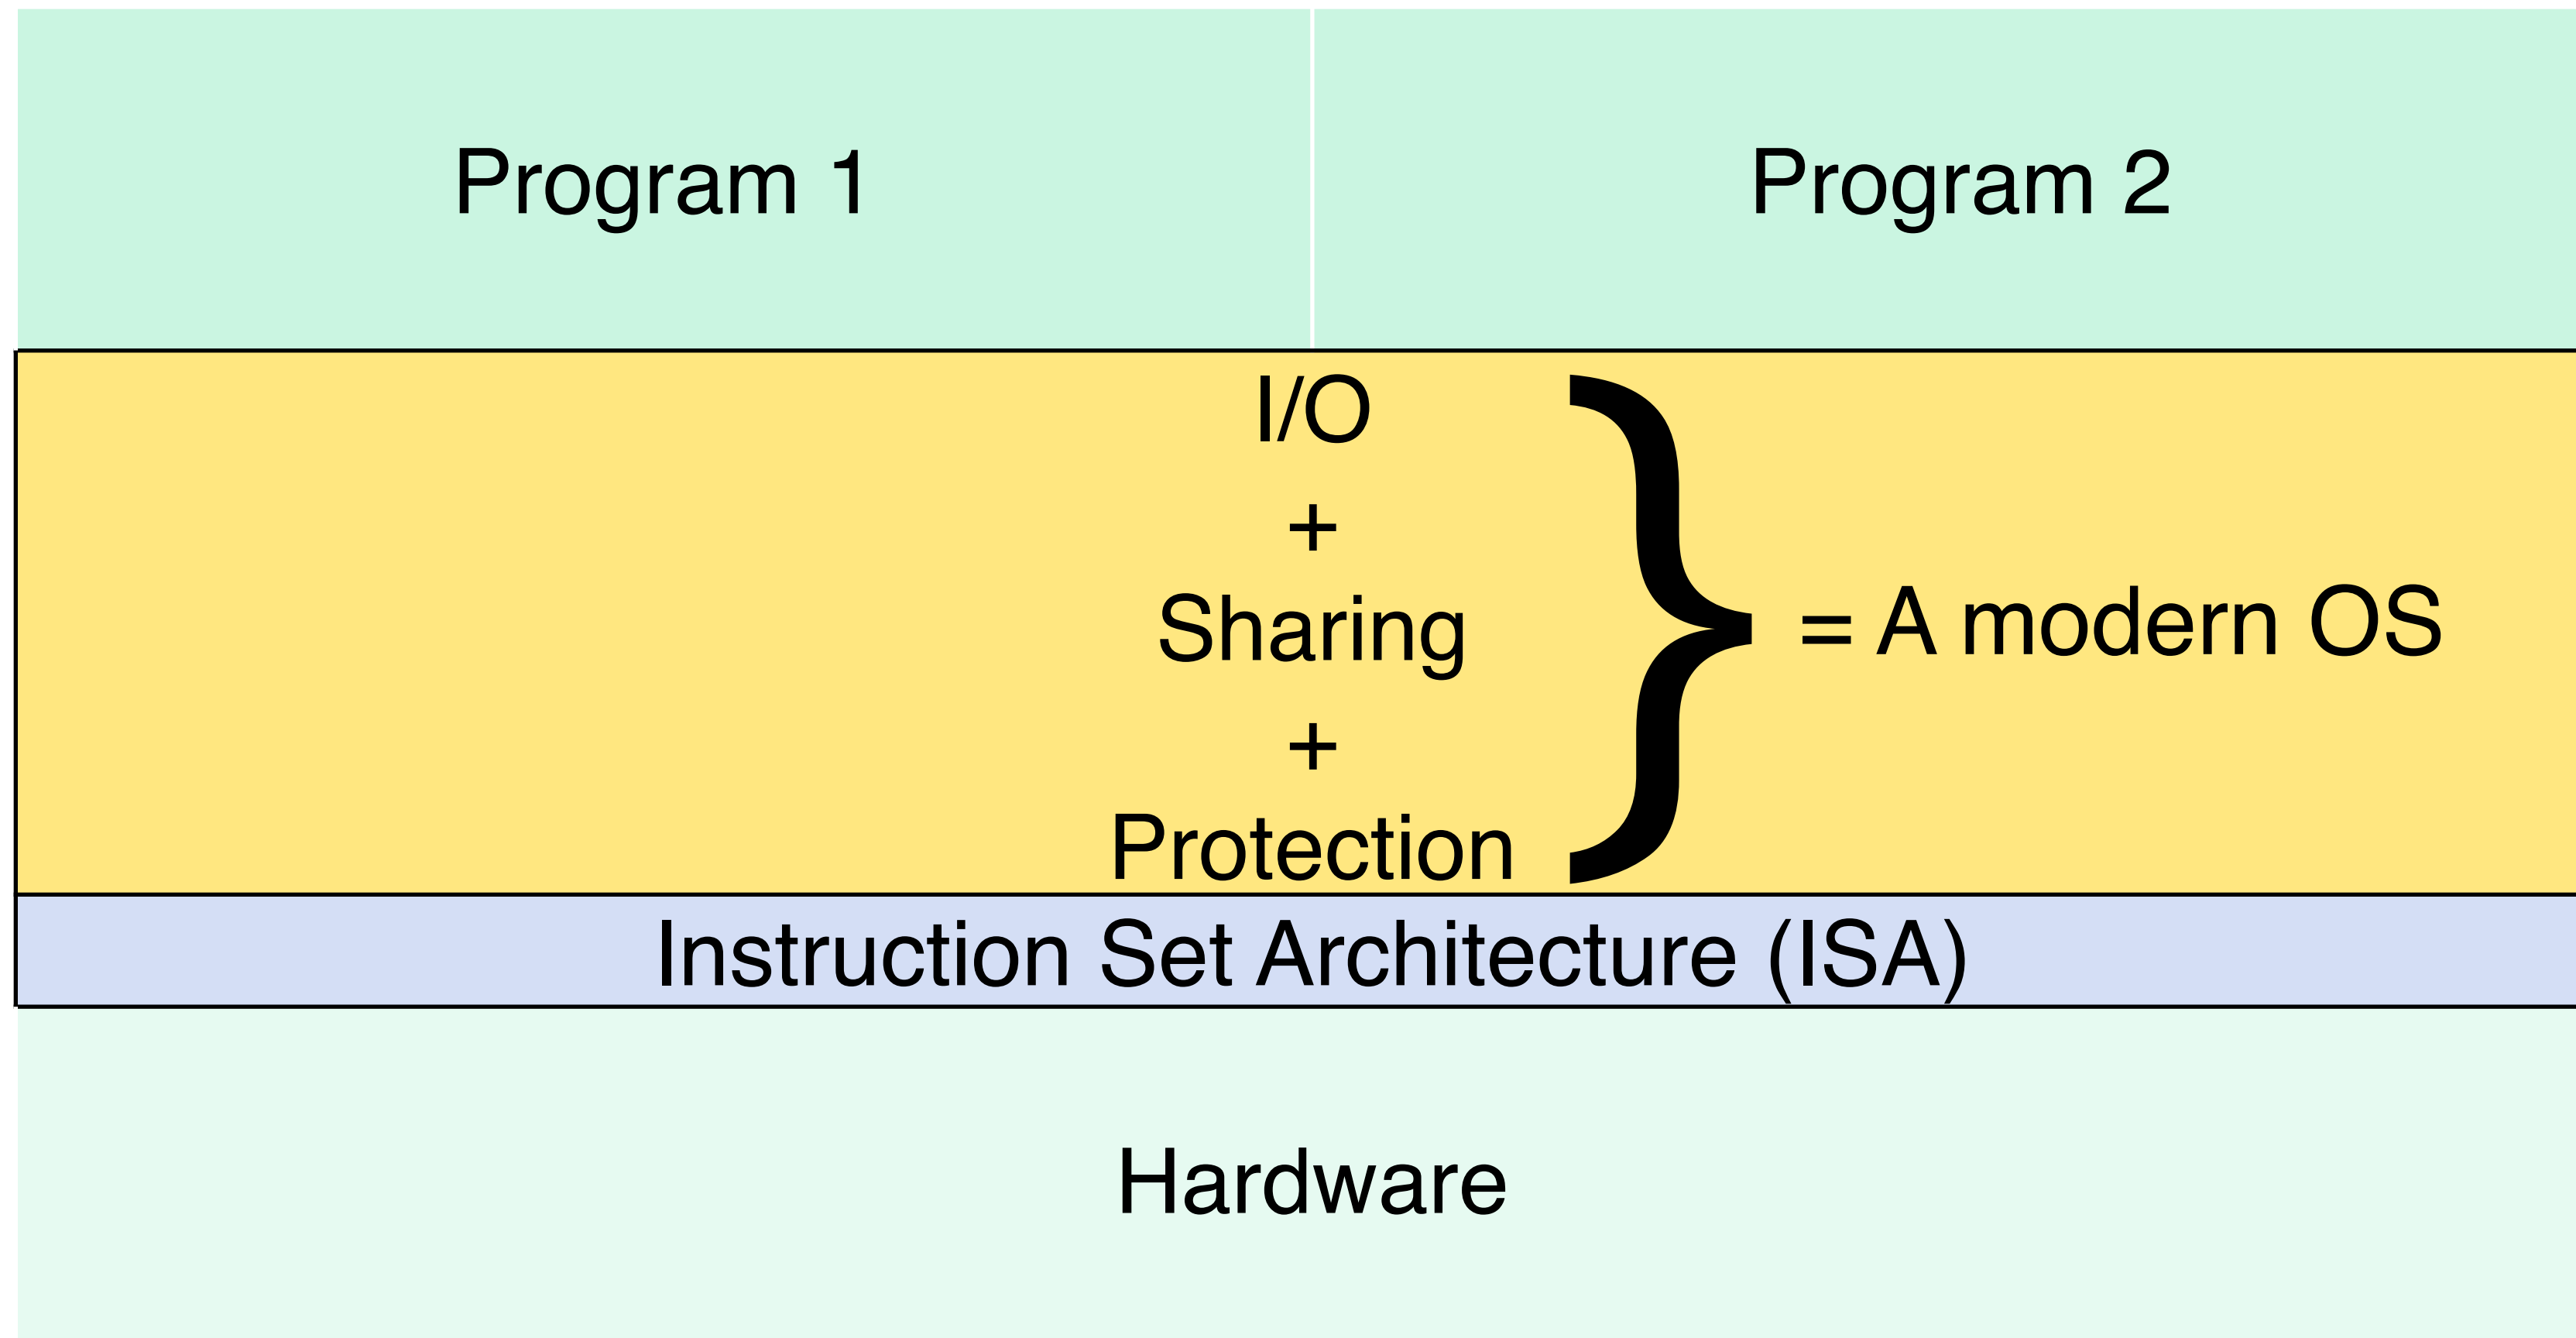 Program 1
Program 2
I/O
+
Sharing
+
Protection
} = A modern OS
Instruction Set Architecture (ISA)
Hardware